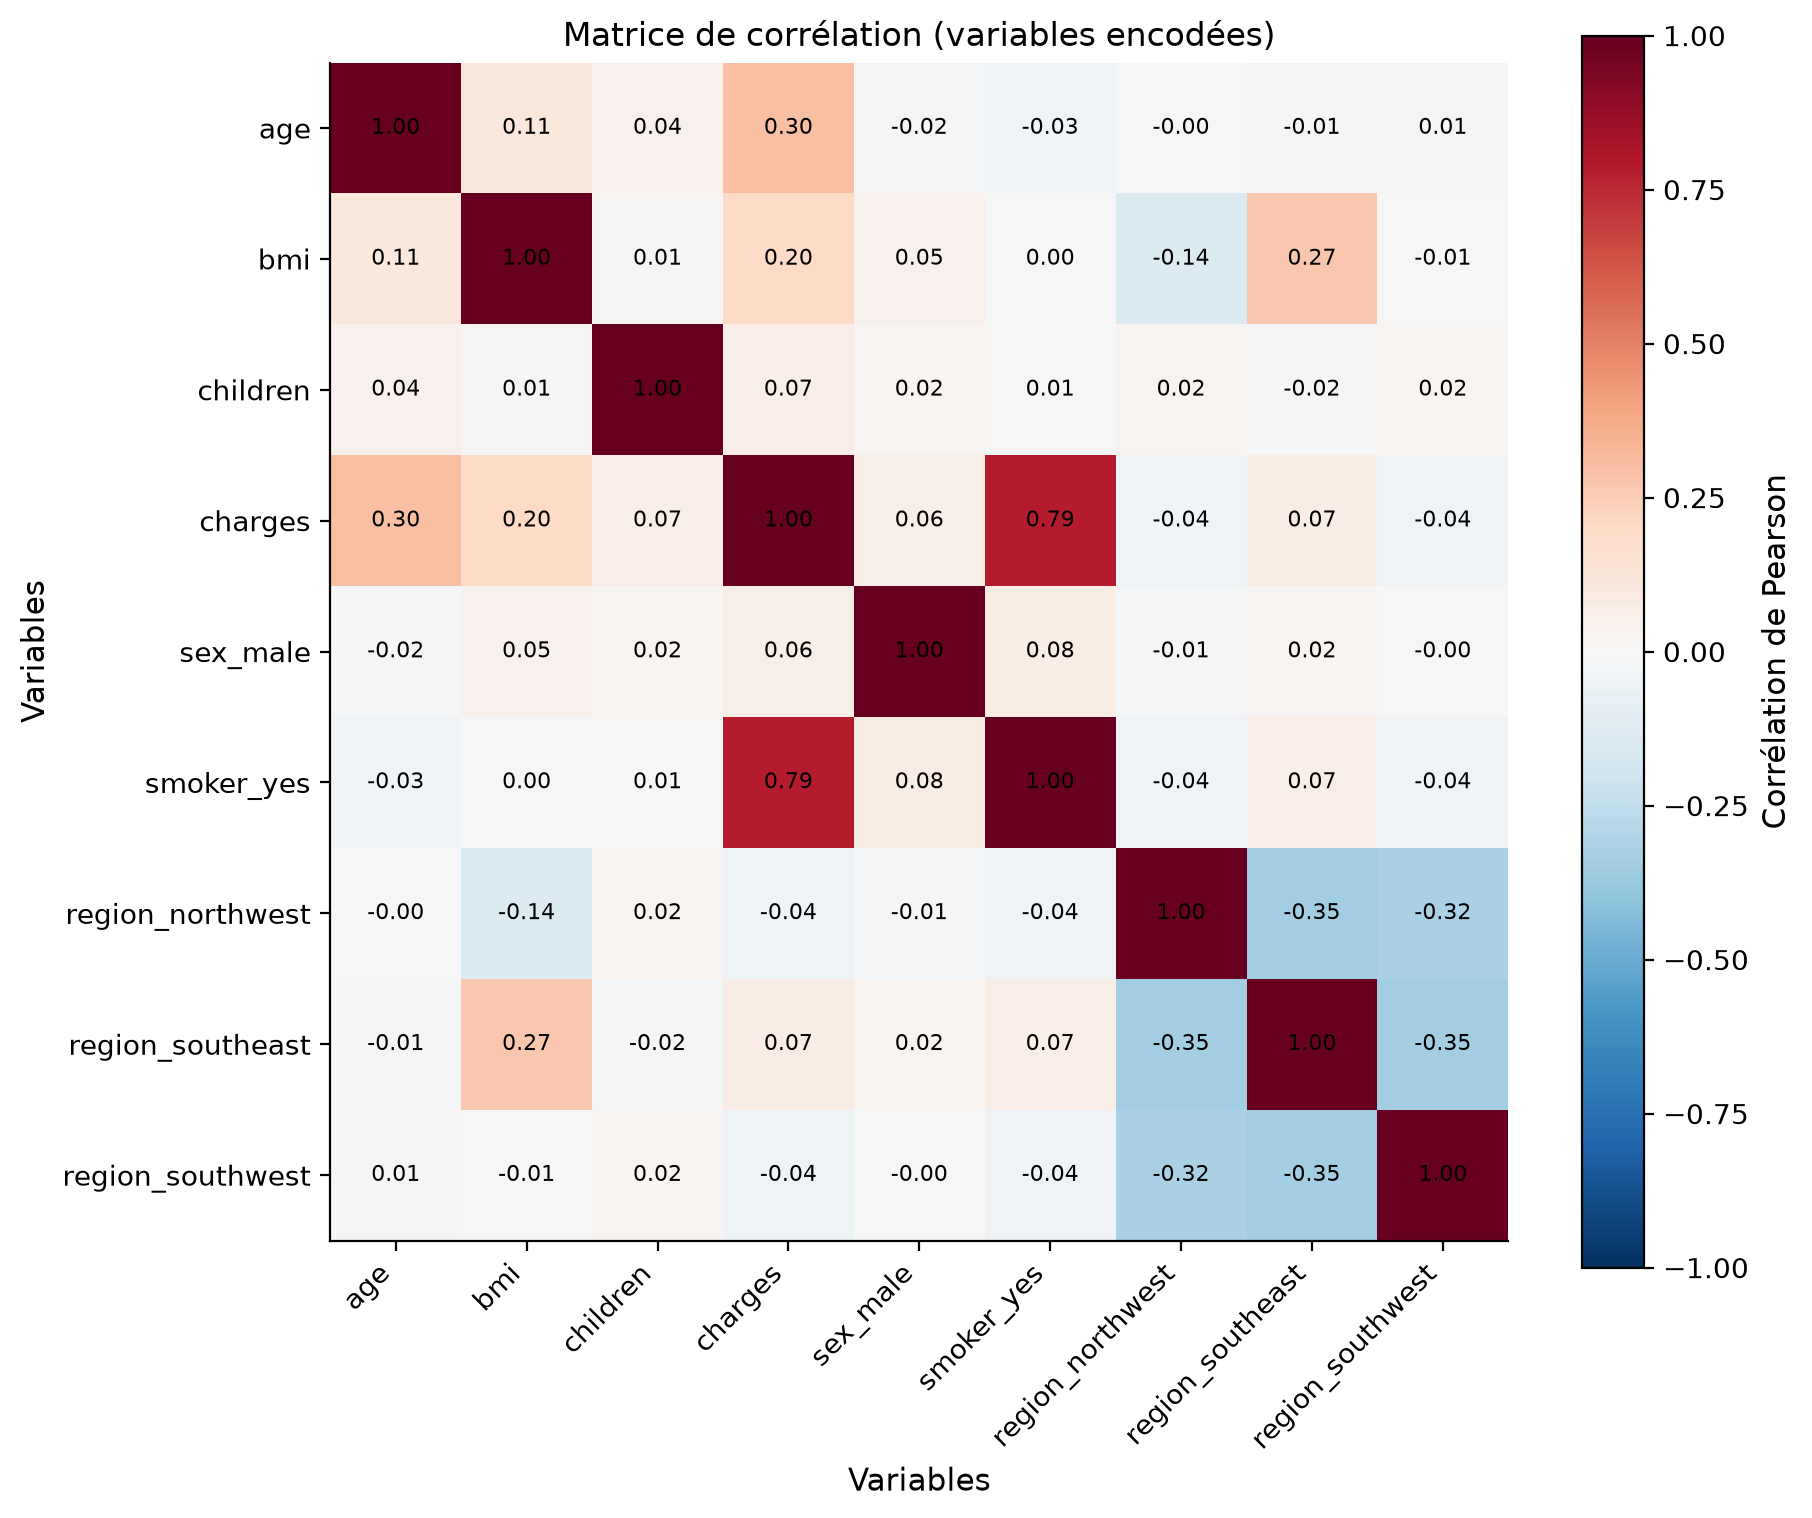 Matrice de corrélation (variables encodées)
age 1.00 0.11 0.04 0.30 -0.02 -0.03 -0.00 -0.01 0.01
bmi 0.11 1.00 0.01 0.20 0.05 0.00 -0.14 0.27 -0.01
children 0.04 0.01 1.00 0.07 0.02 0.01 0.02 -0.02 0.02
charges 0.30 0.20 0.07 1.00 0.06 0.79 -0.04 0.07 -0.04
sex_male -0.02 0.05 0.02 0.06 1.00 0.08 -0.01 0.02 -0.00
smoker_yes -0.03 0.00 0.01 0.79 0.08 1.00 -0.04 0.07 -0.04
region_northwest -0.00 -0.14 0.02 -0.04 -0.01 -0.04 1.00 -0.35 -0.32
region_southeast -0.01 0.27 -0.02 0.07 0.02 0.07 -0.35 1.00 -0.35
region_southwest 0.01 -0.01 0.02 -0.04 -0.00 -0.04 -0.32 -0.35 1.00
age bmi children charges sex_male smoker_yes region_northwest region_southeast region_southwest
Variables
Variables
1.00
0.75
0.50
0.25
0.00
−0.25
−0.50
−0.75
−1.00
Corrélation de Pearson